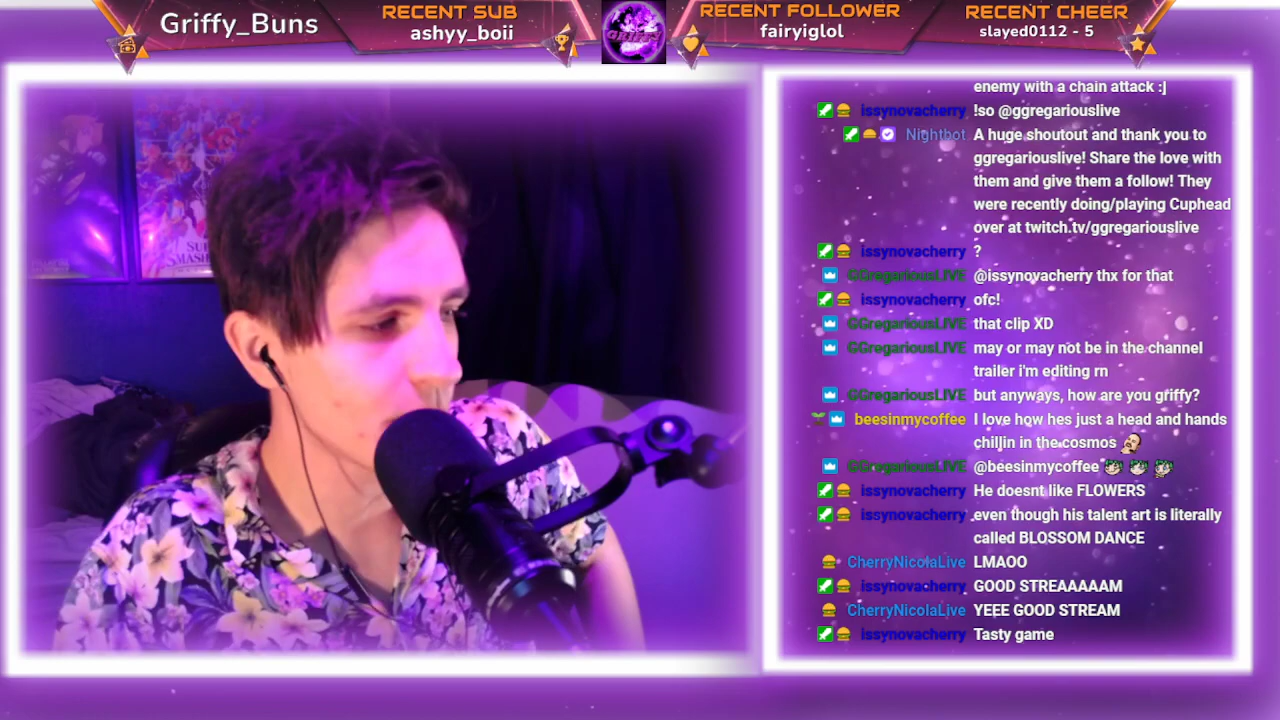 Griffy_Buns
RECENT SUB
ashyy_boii
RECENT FOLLOWER
fairyiglol
RECENT CHEER
slayed0112 - 5
SMASH
enemy with a chain attack :]
issynovacherry !so @ggregariouslive
Nightbot A huge shoutout and thank you to
ggregariouslive! Share the love with
them and give them a follow! They
were recently doing/playing Cuphead
over at twitch.tv/ggregariouslive
issynovacherry ?
GGregariousLIVE @issynovacherry thx for that
issynovacherry ofc!
GGregariousLIVE that clip XD
GGregariousLIVE may or may not be in the channel
trailer i'm editing rn
GGregariousLIVE but anyways, how are you griffy?
beesinmycoffee I love how hes just a head and hands
chillin in the cosmos
GGregariousLIVE @beesinmycoffee
issynovacherry He doesnt like FLOWERS
issynovacherry even though his talent art is literally
called BLOSSOM DANCE
CherryNicolaLive LMAOO
issynovacherry GOOD STREAAAAAM
CherryNicolaLive YEEE GOOD STREAM
issynovacherry Tasty game